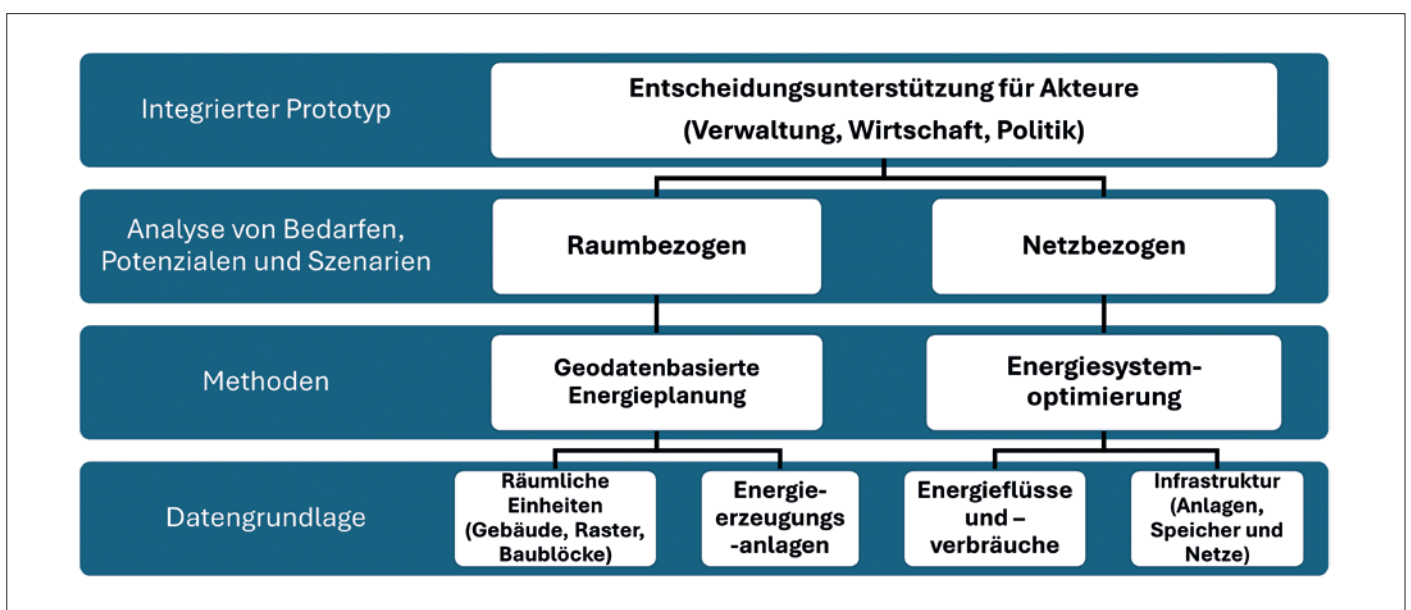 Integrierter Prototyp
Entscheidungsunterstützung für Akteure
(Verwaltung, Wirtschaft, Politik)
Analyse von Bedarfen,
Potenzialen und Szenarien
Raumbezogen
Netzbezogen
Methoden
Geodatenbasierte
Energieplanung
Energiesystem-
optimierung
Datengrundlage
Räumliche
Einheiten
(Gebäude, Raster,
Baublöcke)
Energie-
erzeugungs
-anlagen
Energieflüsse
und –
verbräuche
Infrastruktur
(Anlagen,
Speicher und
Netze)